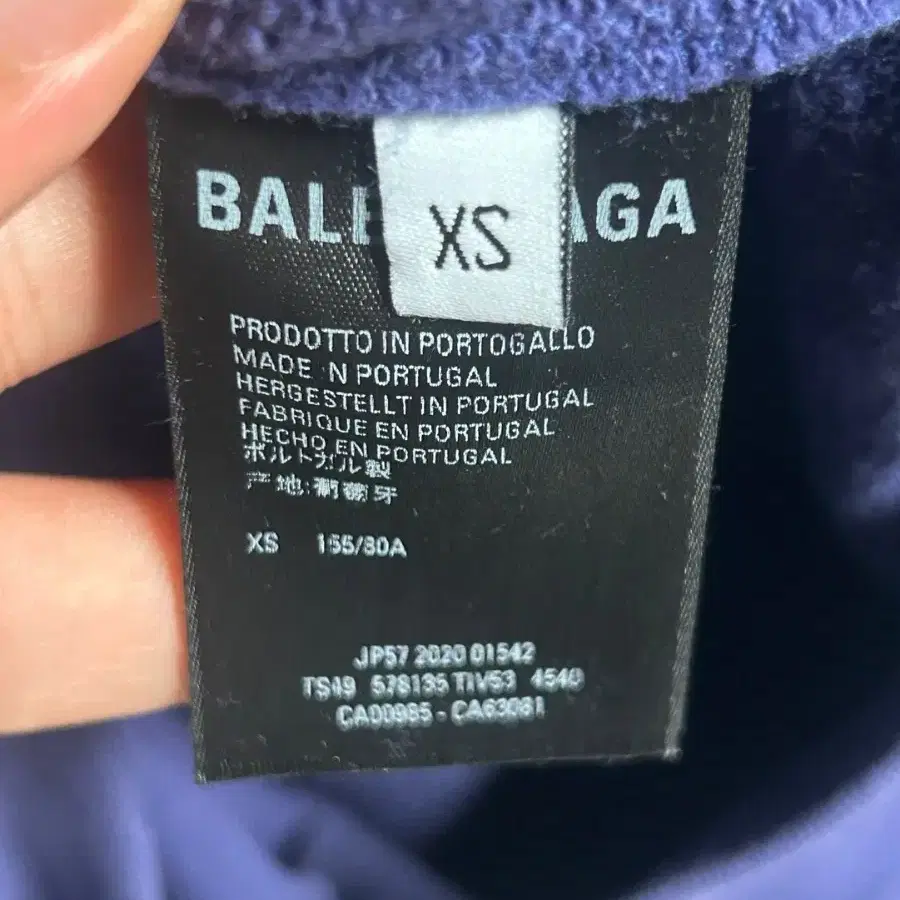 BALE AGA
XS
PRODOTTO IN PORTOGALLO
MADE N PORTUGAL
HERGESTELLT IN PORTUGAL
FABRIQUE EN PORTUGAL
HECHO EN PORTUGAL
ポルトガル製
产地:葡萄牙
XS 155/80A
JP57 2020 01542
TS49 578135 TIV53 4540
CA00985 - CA63081